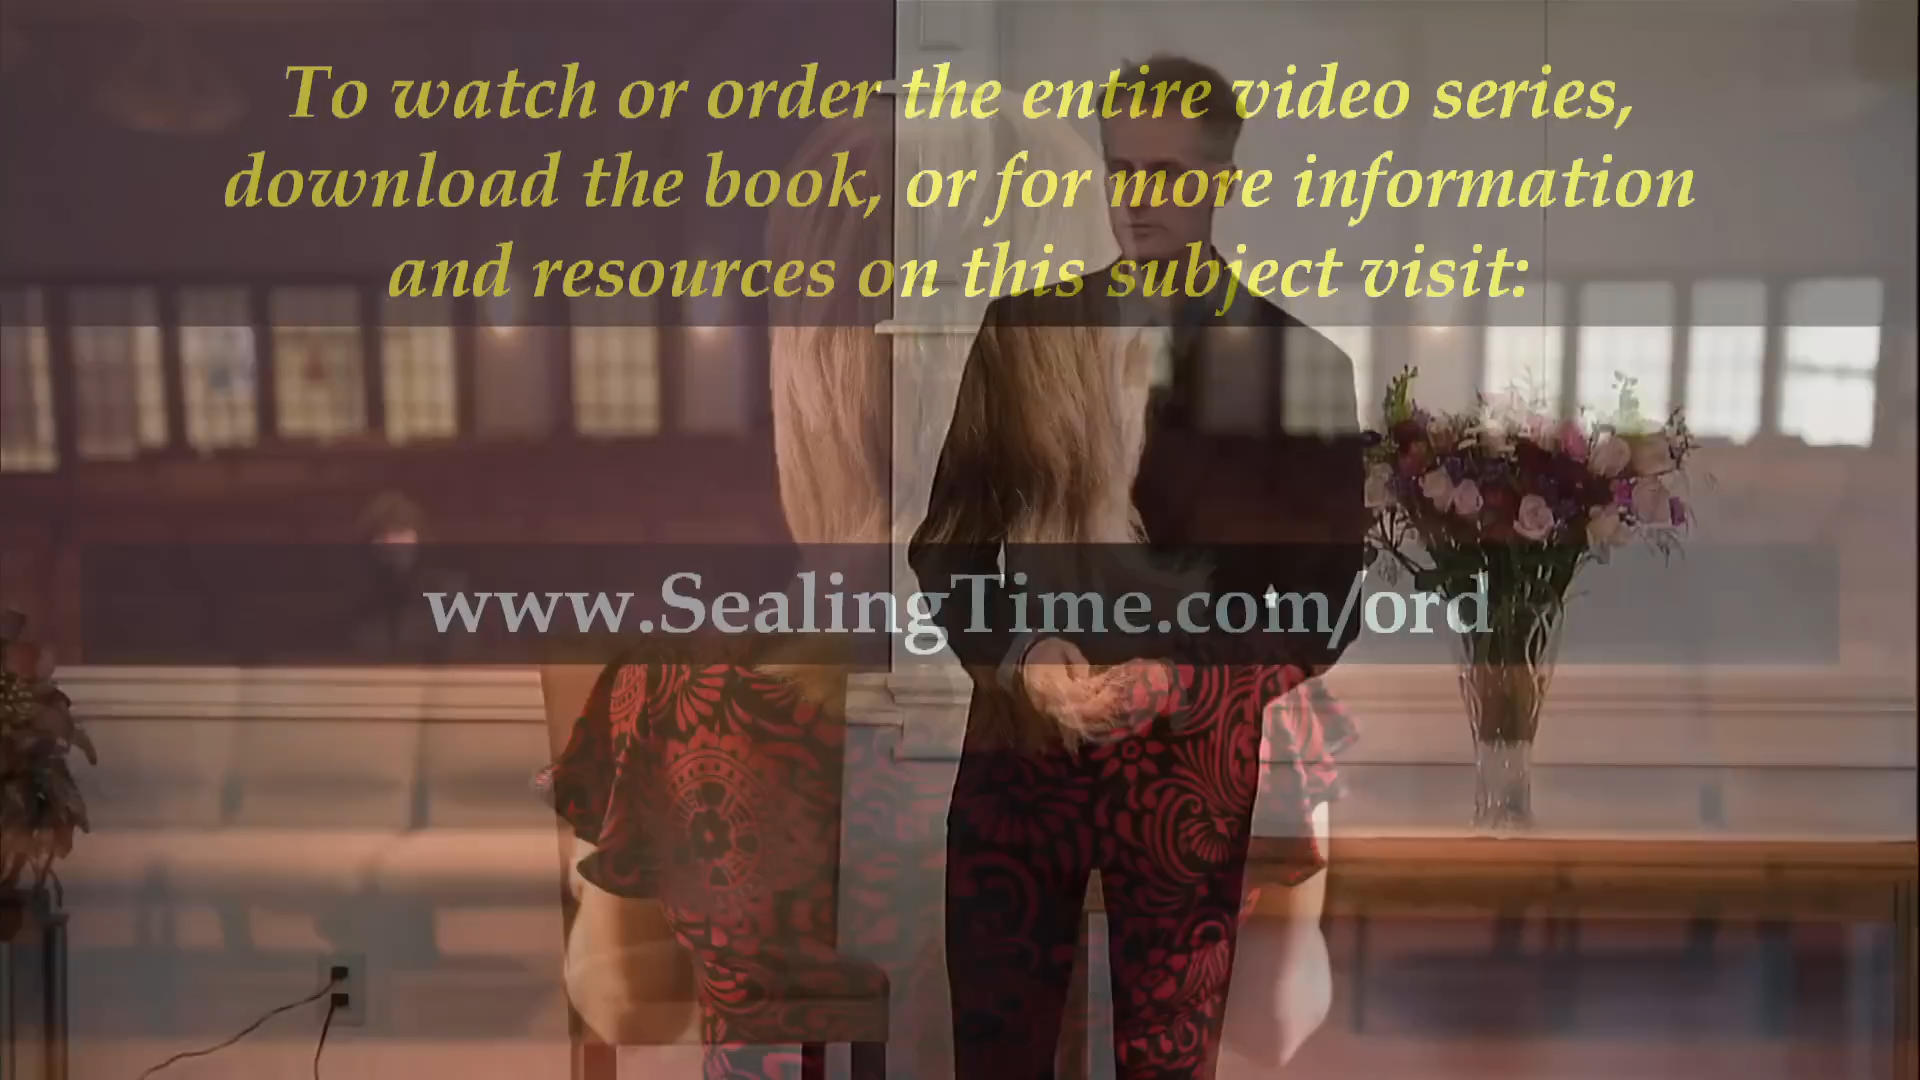 To watch or order the entire video series,
download the book, or for more information
and resources on this subject visit:
www.SealingTime.com/ord